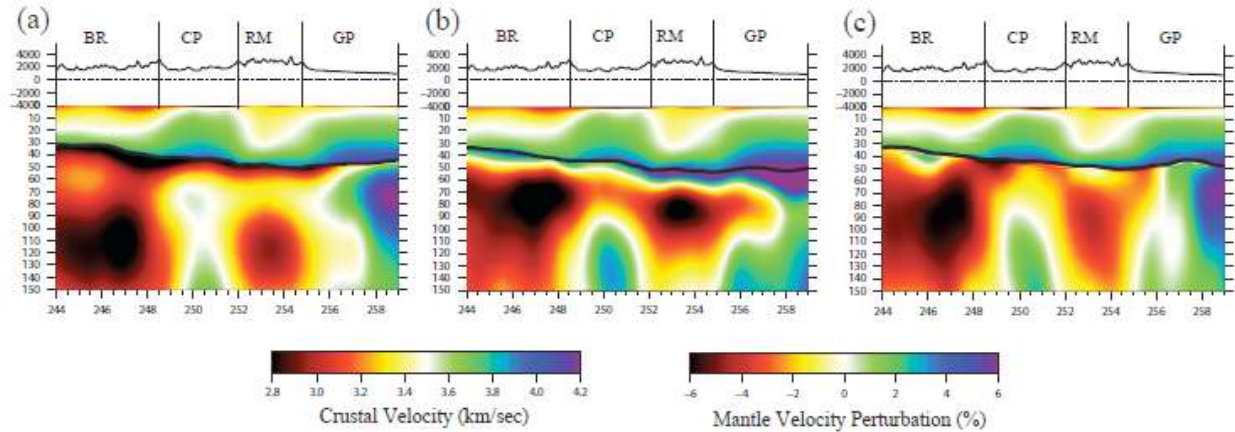 (a) (b) (c)
BR CP RM GP BR CP RM GP BR CP RM GP
4000 4000 4000
2000 2000 2000
0 0 0
−2000 −2000
−4000 −4000 −4000
10 10 10
20 20 20
30 30 30
40 40 40
50 50 50
60 60 60
70 70 70
80 80 80
90 90 90
100 100 100
110 110 110
120 120 120
130 130 130
140 140 140
150 150 150
244 246 248 250 252 254 256 258 244 246 248 250 252 254 256 258 244 246 248 250 252 254 256 258
2.8 3.0 3.2 3.4 3.6 3.8 4.0 4.2 −6 −4 −2 0 2 4 6
Crustal Velocity (km/sec) Mantle Velocity Perturbation (%)